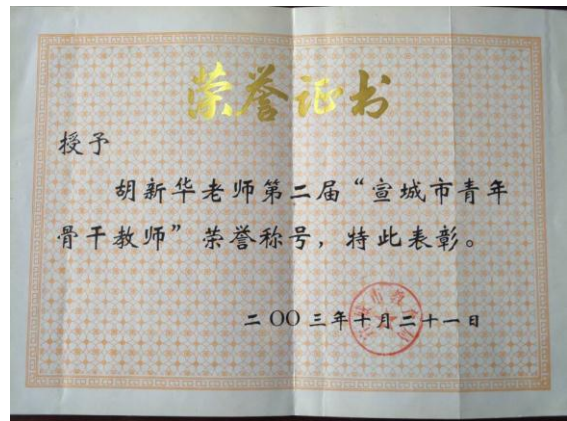 荣誉证书
授予
胡新华老师第二届“宣城市青年
骨干教师”荣誉称号，特此表彰。
二〇〇三年十月二十一日